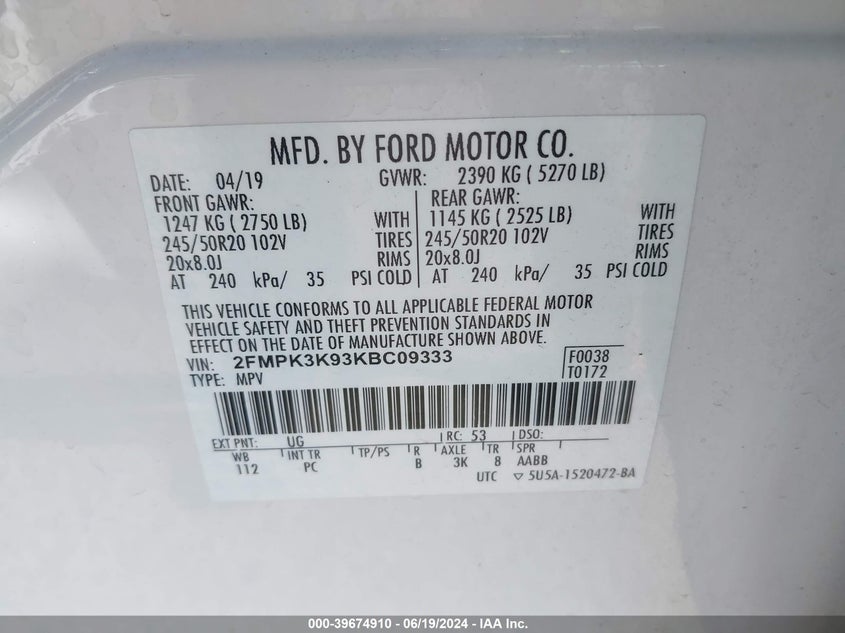 MFD. BY FORD MOTOR CO.
DATE: 04/19 GVWR: 2390 KG ( 5270 LB)
FRONT GAWR: REAR GAWR:
1247 KG ( 2750 LB) WITH 1145 KG ( 2525 LB) WITH
245/50R20 102V TIRES 245/50R20 102V TIRES
20x8.0J RIMS 20x8.0J RIMS
AT 240 kPa/ 35 PSI COLD AT 240 kPa/ 35 PSI COLD
THIS VEHICLE CONFORMS TO ALL APPLICABLE FEDERAL MOTOR
VEHICLE SAFETY AND THEFT PREVENTION STANDARDS IN
EFFECT ON THE DATE OF MANUFACTURE SHOWN ABOVE.
VIN: 2FMPK3K93KBC09333 F0038
TYPE: MPV T0172
EXT PNT: UG RC: 53 DSO:
WB INT TR TP/PS R AXLE TR SPR
112 PC B 3K 8 AABB
UTC ▽ 5U5A-1520472-BA
000-39674910 - 06/19/2024 - IAA Inc.